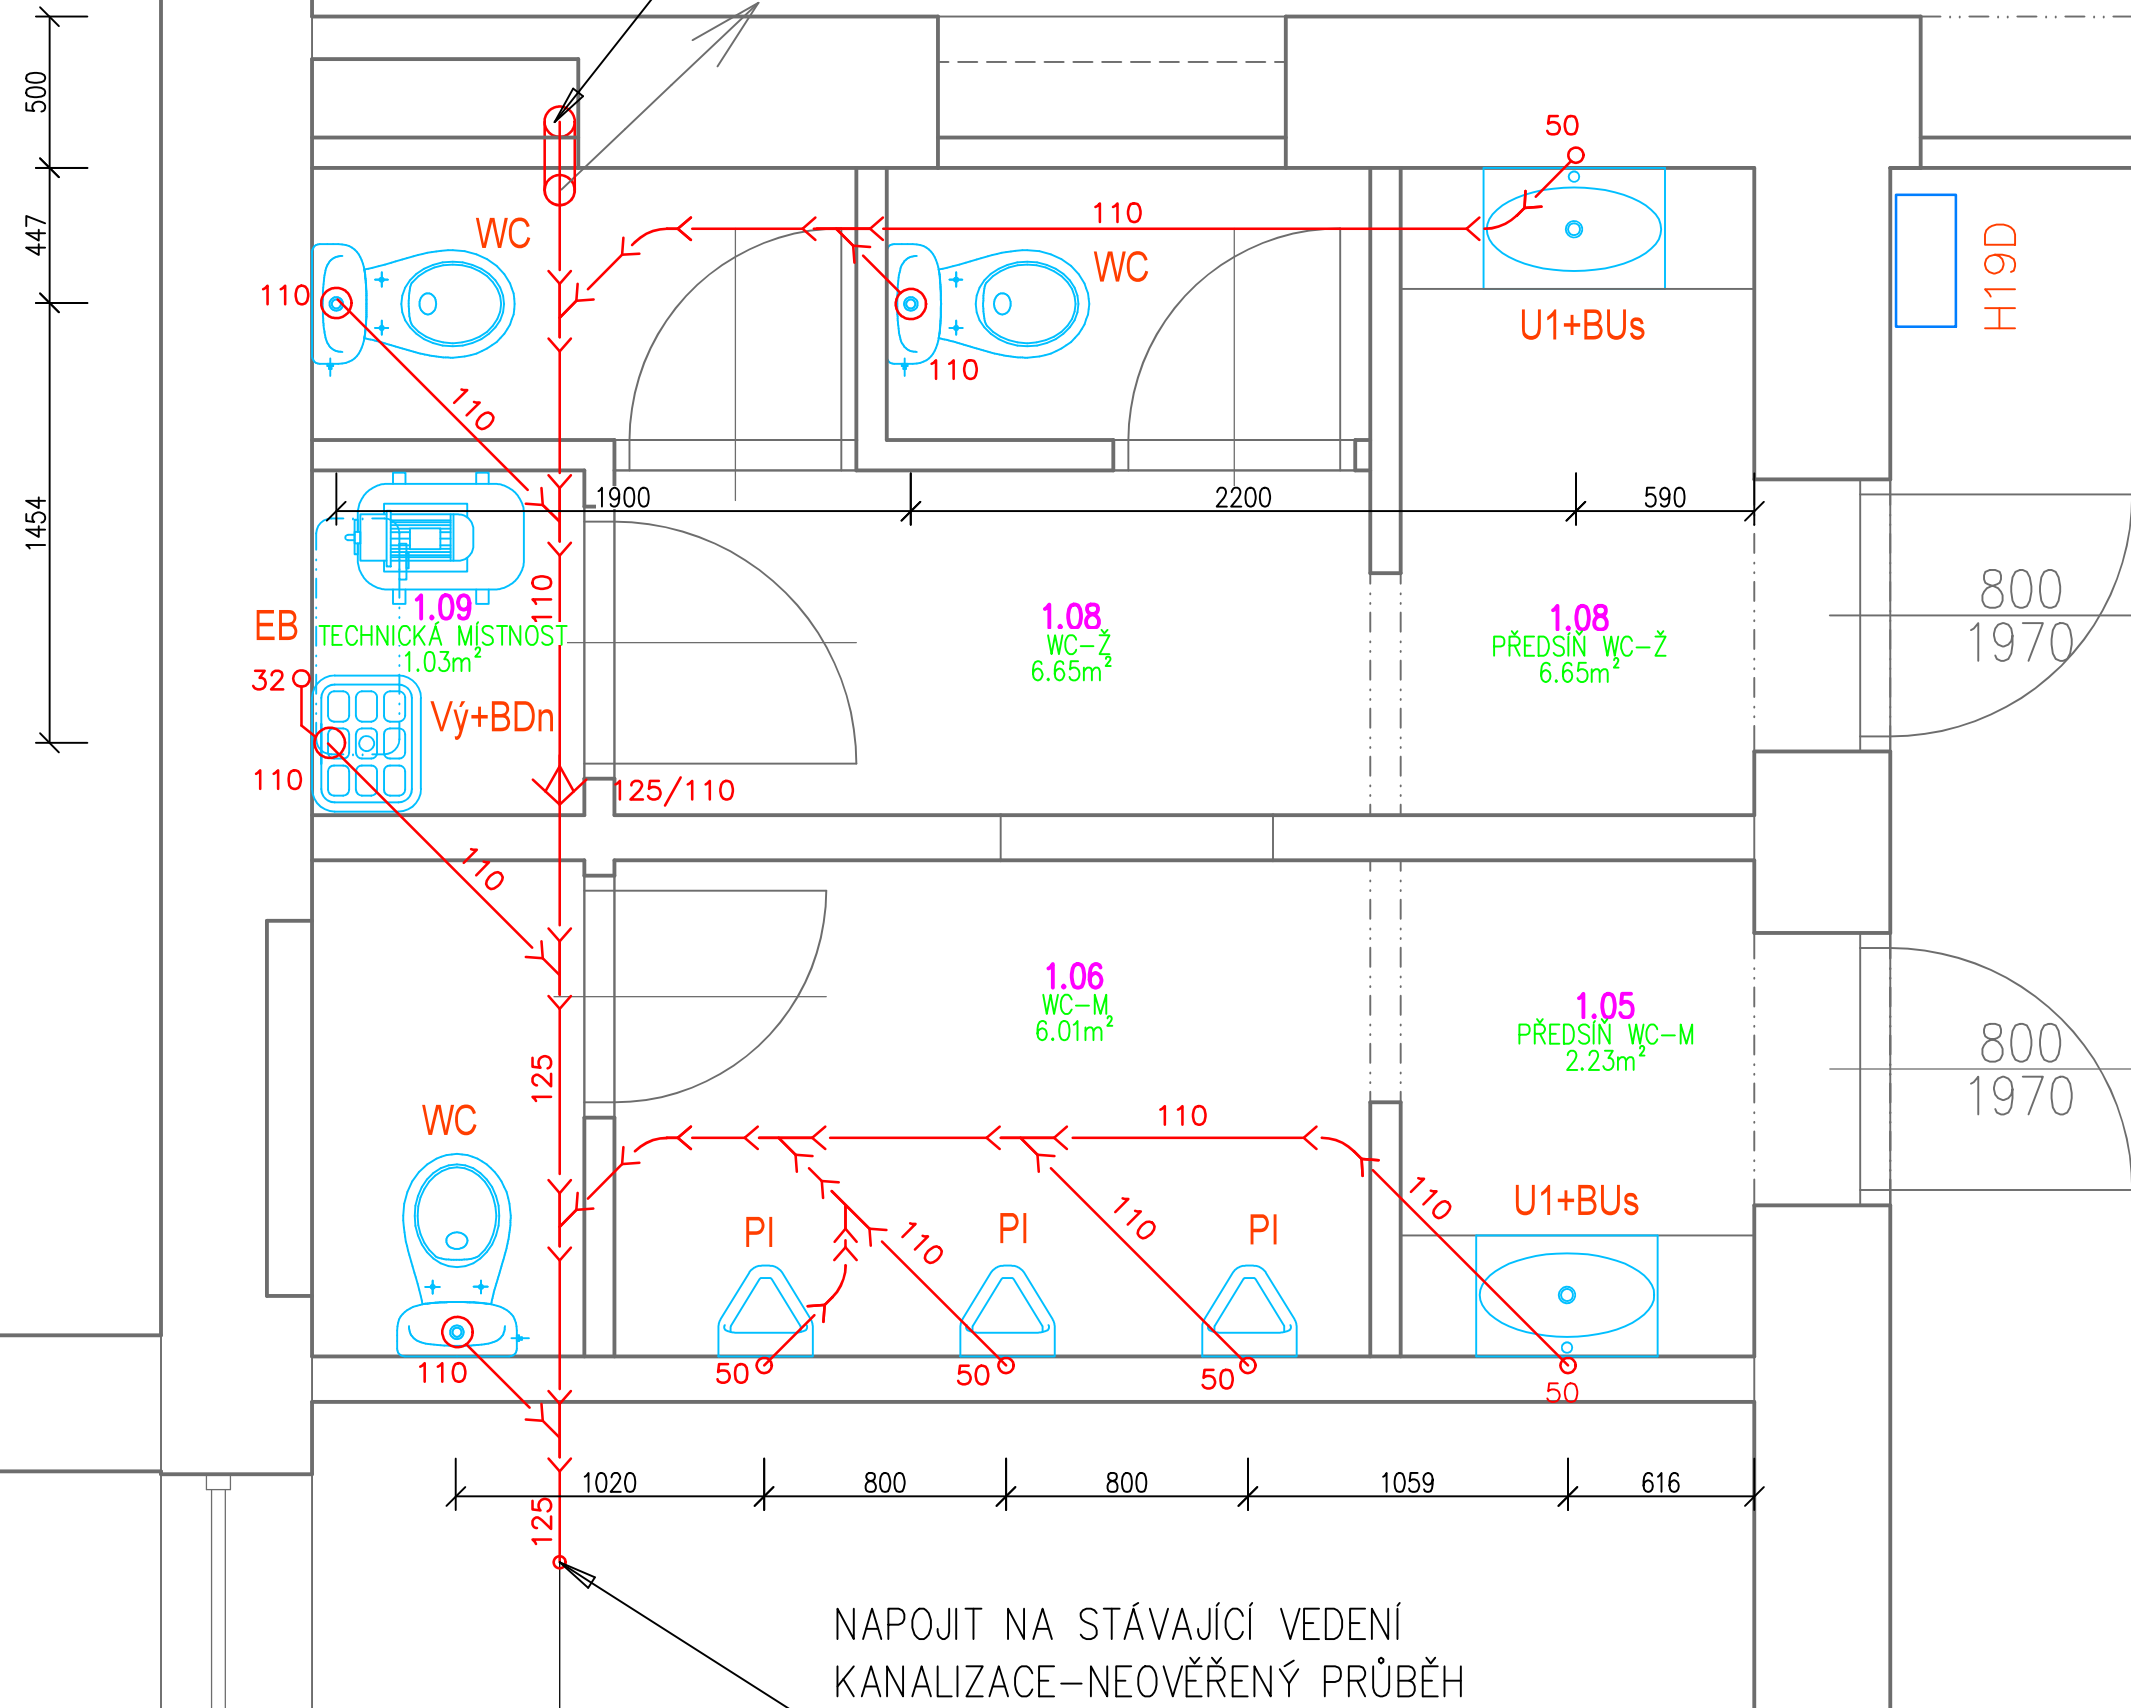 500
50
110
447
WC
WC
H19D
110
U1+BUs
110
110
1900
2200
590
1454
110
800
1970
1.09
TECHNICKÁ MÍSTNOST
1.03m²
1.08
WC-Ž
6.65m²
1.08
PŘEDSÍŇ WC-Ž
6.65m²
EB
32
Vý+BDn
110
125/110
110
1.06
WC-M
6.01m²
1.05
PŘEDSÍŇ WC-M
2.23m²
800
1970
125
WC
110
110
110
110
U1+BUs
PI
PI
PI
110
50
50
50
50
1020
800
800
1059
616
125
NAPOJIT NA STÁVAJÍCÍ VEDENÍ
KANALIZACE-NEOVĚŘENÝ PRŮBĚH